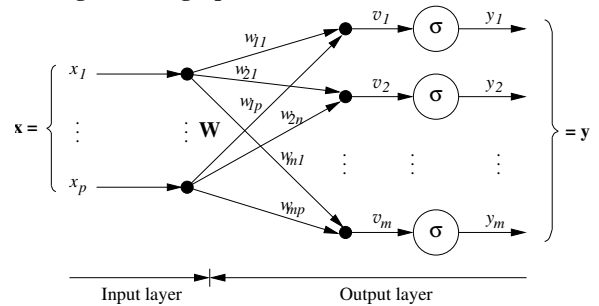 w11 v1 σ y1
x1 w21 v2 σ y2
w1p
x = W w2n = y
wm1
xp wmp vm σ ym
Input layer Output layer